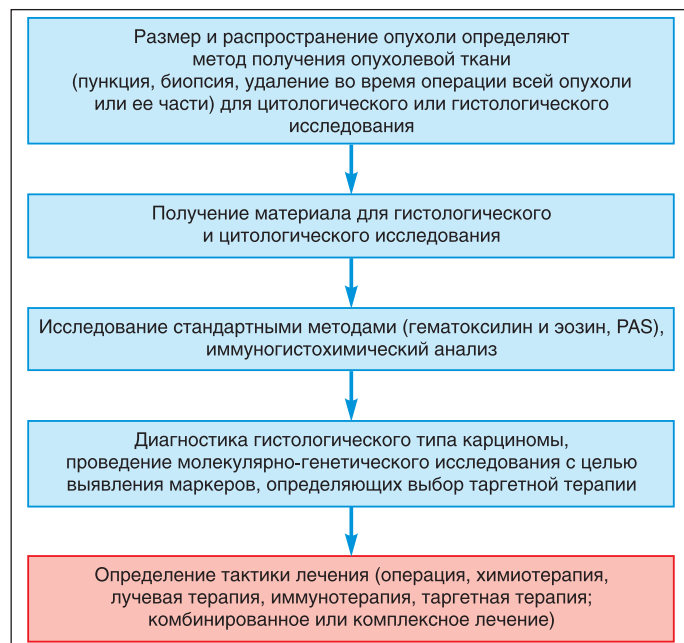 Размер и распространение опухоли определяют
метод получения опухолевой ткани
(пункция, биопсия, удаление во время операции всей опухоли
или ее части) для цитологического или гистологического
исследования
Получение материала для гистологического
и цитологического исследования
Исследование стандартными методами (гематоксилин и эозин, PAS),
иммуногистохимический анализ
Диагностика гистологического типа карциномы,
проведение молекулярно-генетического исследования с целью
выявления маркеров, определяющих выбор таргетной терапии
Определение тактики лечения (операция, химиотерапия,
лучевая терапия, иммунотерапия, таргетная терапия;
комбинированное или комплексное лечение)